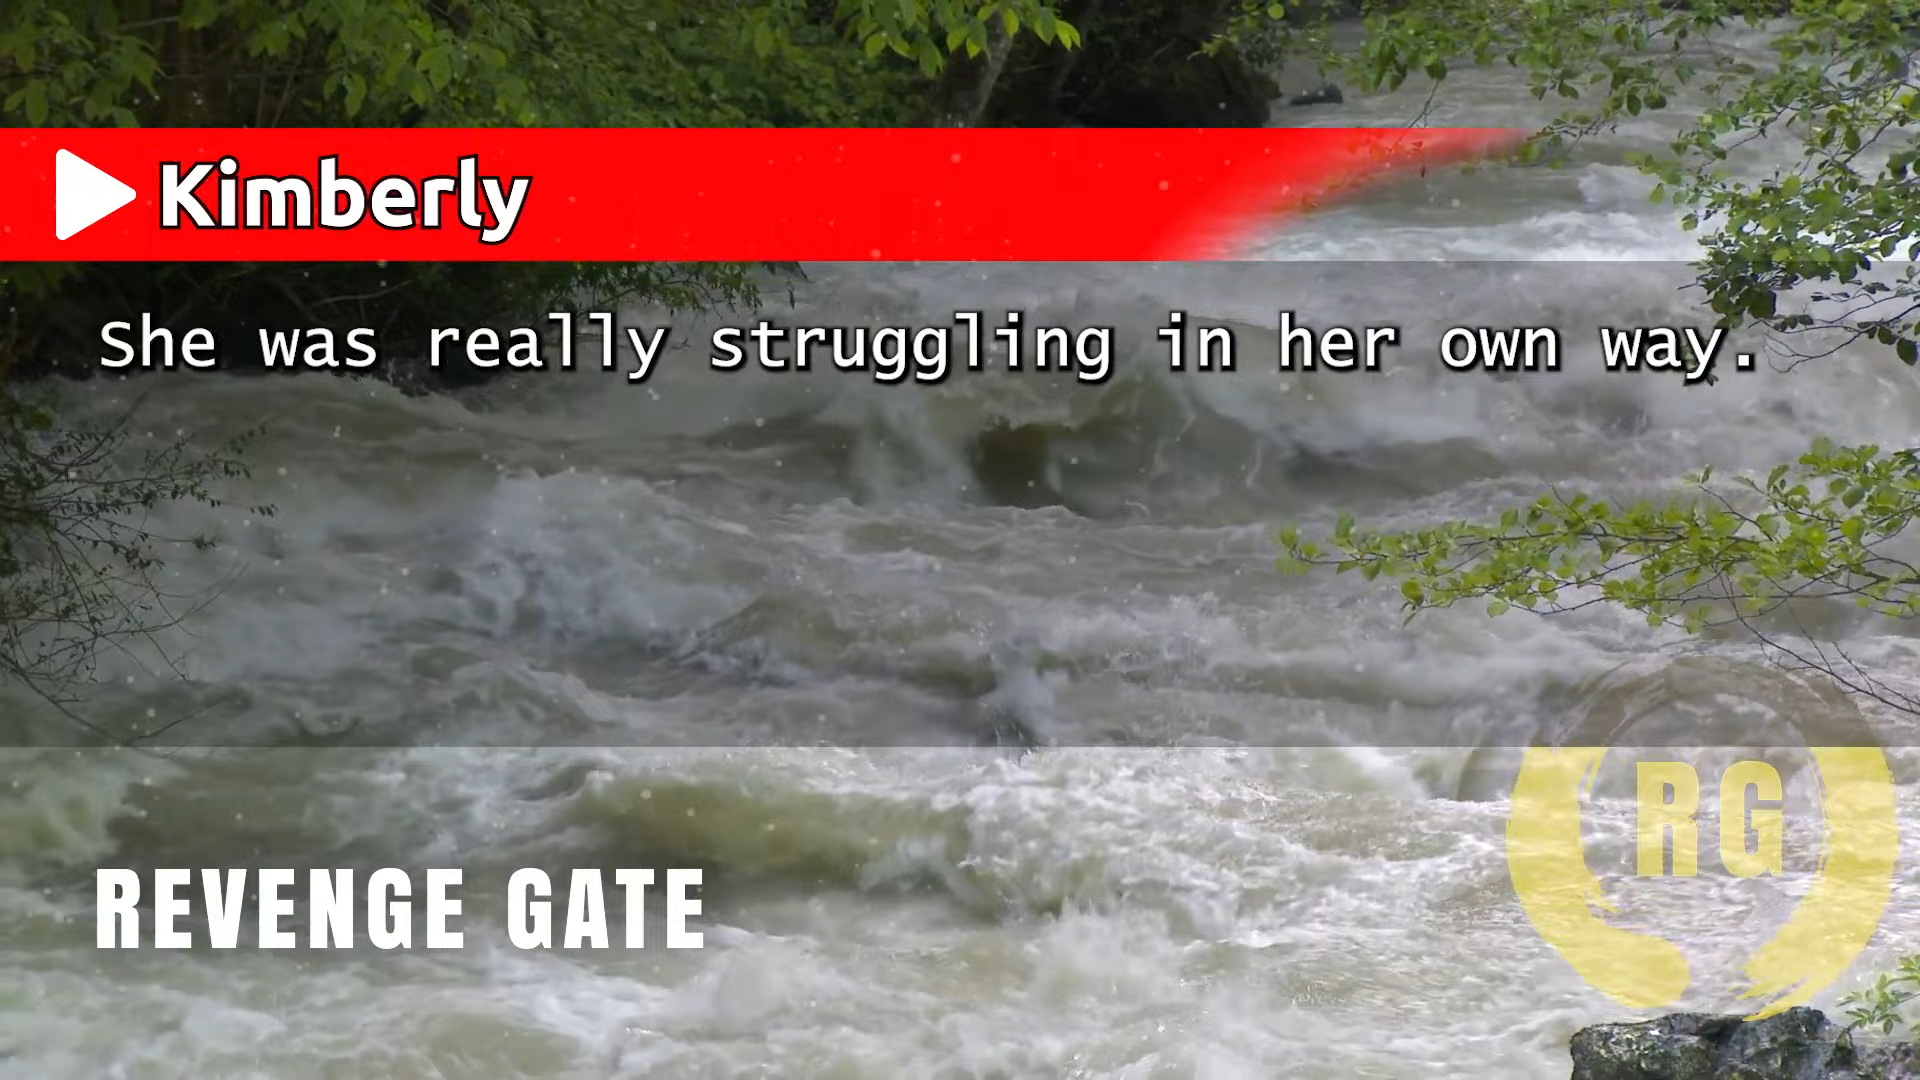 Kimberly
She was really struggling in her own way.
RG
REVENGE GATE